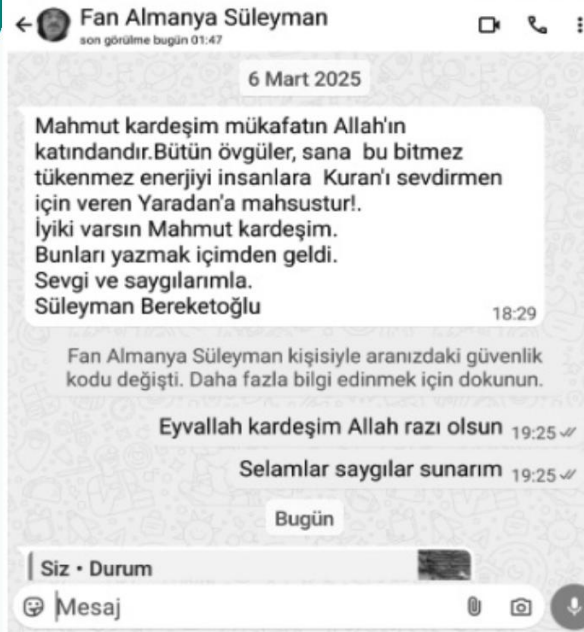 Fan Almanya Süleyman
son görülme bugün 01:47
6 Mart 2025
Mahmut kardeşim mükafatın Allah'ın
katındandır.Bütün övgüler, sana bu bitmez
tükenmez enerjiyi insanlara Kuran'ı sevdirmen
için veren Yaradan'a mahsustur!.
İyiki varsın Mahmut kardeşim.
Bunları yazmak içimden geldi.
Sevgi ve saygılarımla.
Süleyman Bereketoğlu
18:29
Fan Almanya Süleyman kişisiyle aranızdaki güvenlik
kodu değişti. Daha fazla bilgi edinmek için dokunun.
Eyvallah kardeşim Allah razı olsun 19:25
Selamlar saygılar sunarım 19:25
Bugün
Siz • Durum
Mesaj